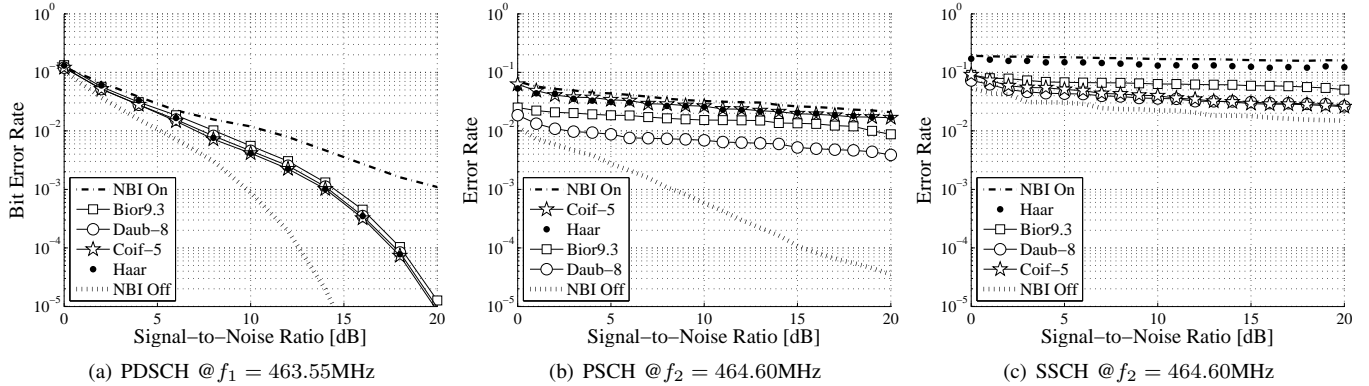 10^0
10^-1
10^-2
10^-3
10^-4
10^-5
Bit Error Rate
NBI On
Bior9.3
Daub−8
Coif−5
Haar
NBI Off
0 5 10 15 20
Signal−to−Noise Ratio [dB]
(a) PDSCH @f1 = 463.55MHz
10^0
10^-1
10^-2
10^-3
10^-4
10^-5
Error Rate
NBI On
Coif−5
Haar
Bior9.3
Daub−8
NBI Off
0 5 10 15 20
Signal−to−Noise Ratio [dB]
(b) PSCH @f2 = 464.60MHz
10^0
10^-1
10^-2
10^-3
10^-4
10^-5
Error Rate
NBI On
Haar
Bior9.3
Daub−8
Coif−5
NBI Off
0 5 10 15 20
Signal−to−Noise Ratio [dB]
(c) SSCH @f2 = 464.60MHz